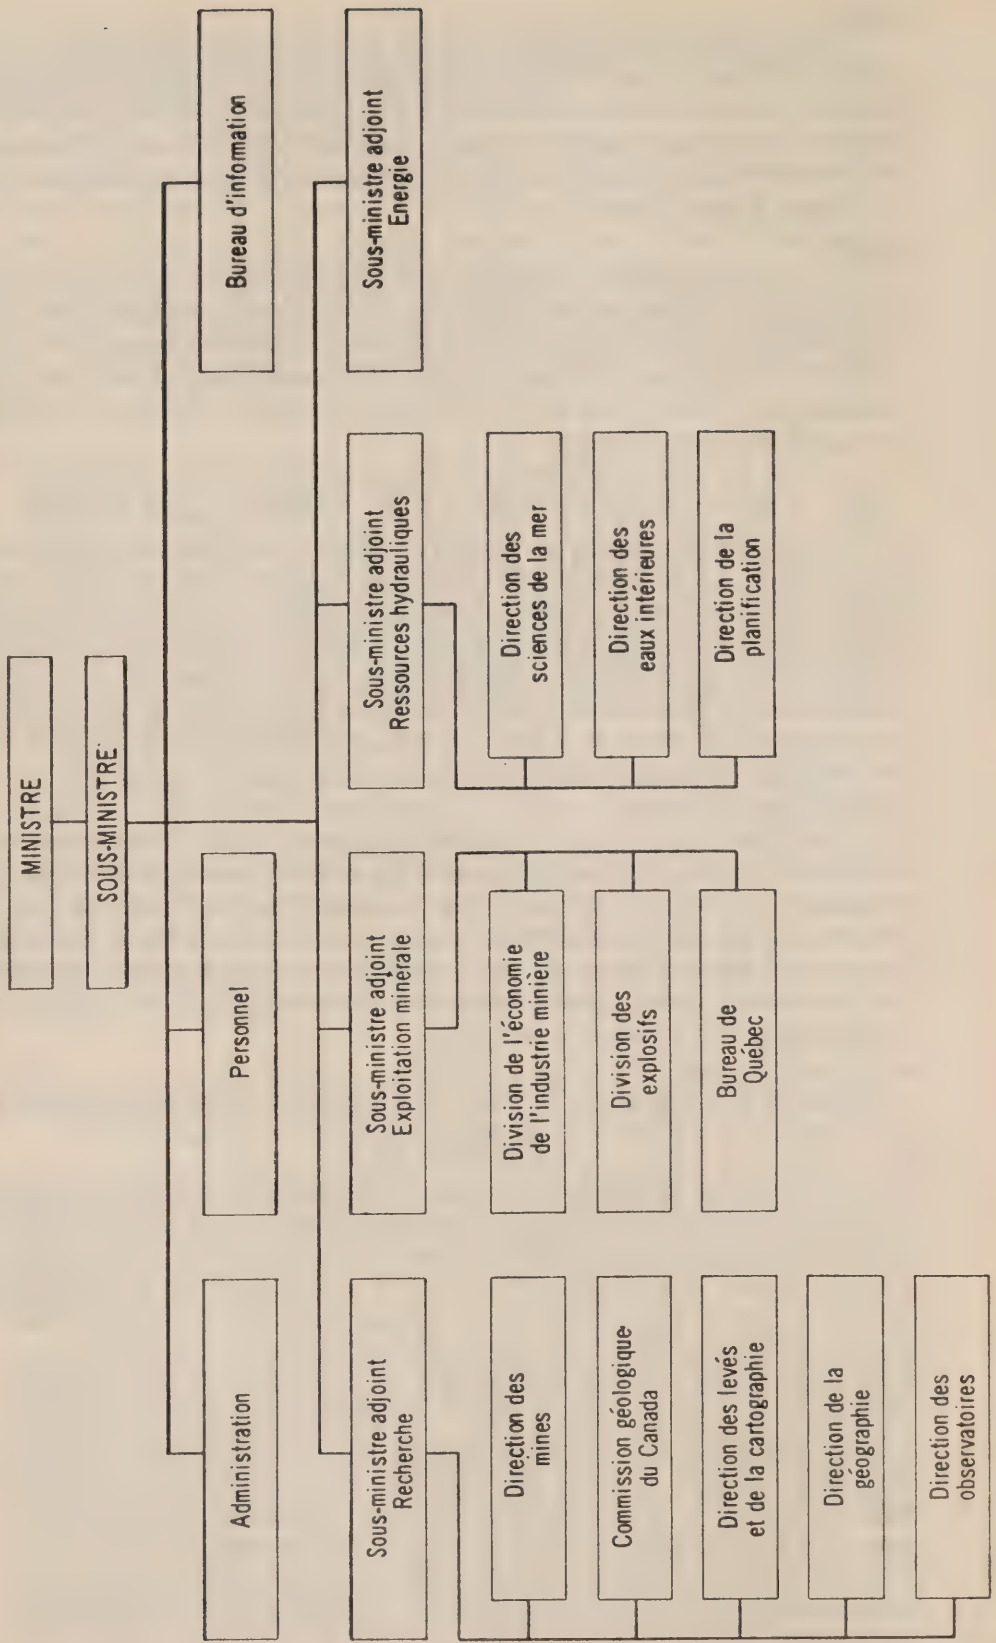 MINISTRE
SOUS-MINISTRE
Administration
Personnel
Bureau d'information
Sous-ministre adjoint
Recherche
Sous-ministre adjoint
Exploitation minérale
Sous-ministre adjoint
Ressources hydrauliques
Sous-ministre adjoint
Energie
Direction des
mines
Commission géologique
du Canada
Direction des levés
et de la cartographie
Direction de la
géographie
Direction des
observatoires
Division de l'économie
de l'industrie minière
Division des
explosifs
Bureau de
Québec
Direction des
sciences de la mer
Direction des
eaux intérieures
Direction de la
planification